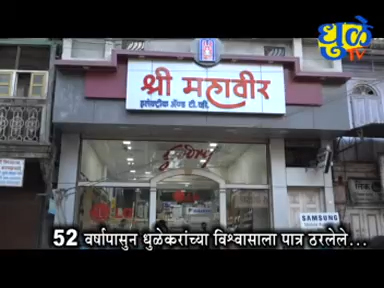 धुळे
TV
श्री महावीर
इलेक्ट्रीक ॲण्ड टी.व्ही.
SAMSUNG
52 वर्षापासुन धुळेकरांच्या विश्वासाला पात्र ठरलेले...